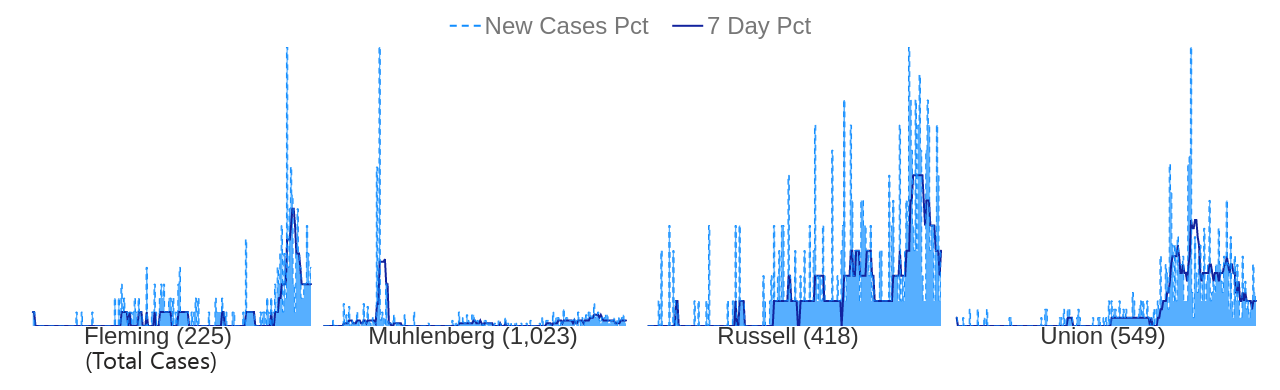 New Cases Pct 7 Day Pct
Fleming (225) Muhlenberg (1,023) Russell (418) Union (549)
(Total Cases)